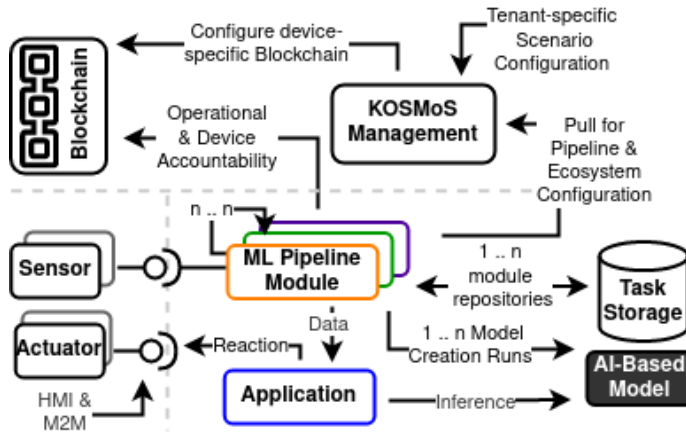 Configure device-
specific Blockchain
Tenant-specific
Scenario
Configuration
Blockchain
KOSMoS
Management
Operational
& Device
Accountability
Pull for
Pipeline &
Ecosystem
Configuration
n .. n
Sensor
ML Pipeline
Module
1 .. n
module
repositories
Task
Storage
Actuator
Reaction
Data
1 .. n Model
Creation Runs
AI-Based
Model
HMI &
M2M
Application
Inference